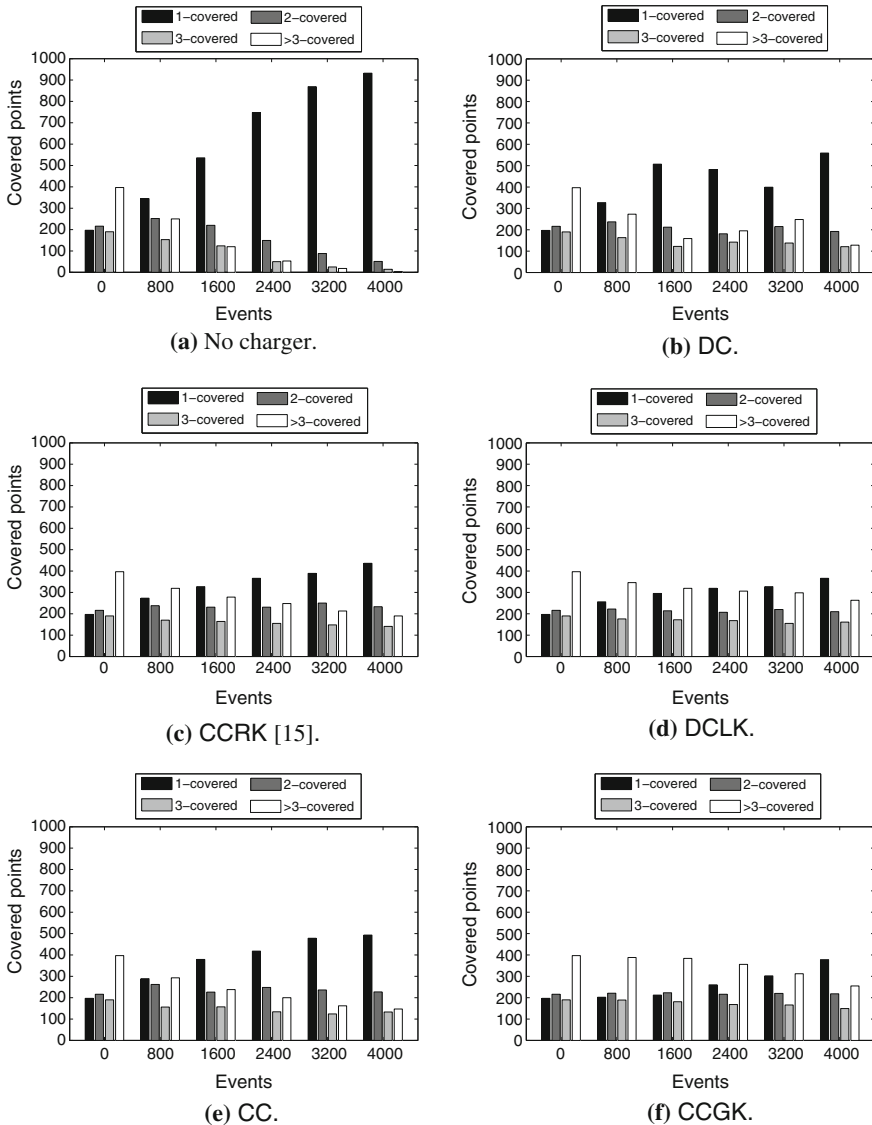 1−covered 2−covered
3−covered >3−covered
1000
900
800
700
600
500
400
300
200
100
0
Covered points
0 800 1600 2400 3200 4000
Events
(a) No charger.
1−covered 2−covered
3−covered >3−covered
1000
900
800
700
600
500
400
300
200
100
0
Covered points
0 800 1600 2400 3200 4000
Events
(b) DC.
1−covered 2−covered
3−covered >3−covered
1000
900
800
700
600
500
400
300
200
100
0
Covered points
0 800 1600 2400 3200 4000
Events
(c) CCRK [15].
1−covered 2−covered
3−covered >3−covered
1000
900
800
700
600
500
400
300
200
100
0
Covered points
0 800 1600 2400 3200 4000
Events
(d) DCLK.
1−covered 2−covered
3−covered >3−covered
1000
900
800
700
600
500
400
300
200
100
0
Covered points
0 800 1600 2400 3200 4000
Events
(e) CC.
1−covered 2−covered
3−covered >3−covered
1000
900
800
700
600
500
400
300
200
100
0
Covered points
0 800 1600 2400 3200 4000
Events
(f) CCGK.